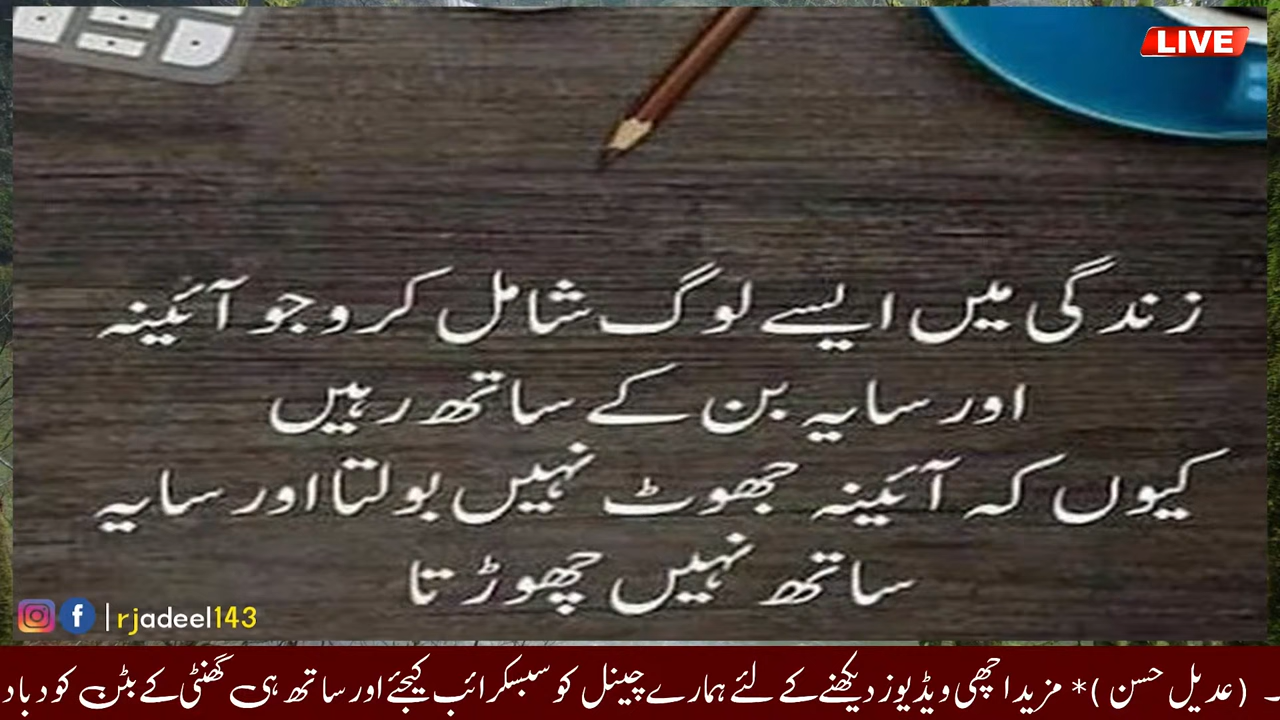 LIVE
زندگی میں ایسے لوگ شامل کرو جو آئینہ
اور سایہ بن کے ساتھ رہیں
کیوں کہ آئینہ جھوٹ نہیں بولتا اور سایہ
ساتھ نہیں چھوڑتا
| rjadeel143
۔ (عدیل حسن )* مزید اچھی ویڈیوز دیکھنے کے لئے ہمارے چینل کو سبسکرائب کیجئے اور ساتھ ہی گھنٹی کے بٹن کو دباد